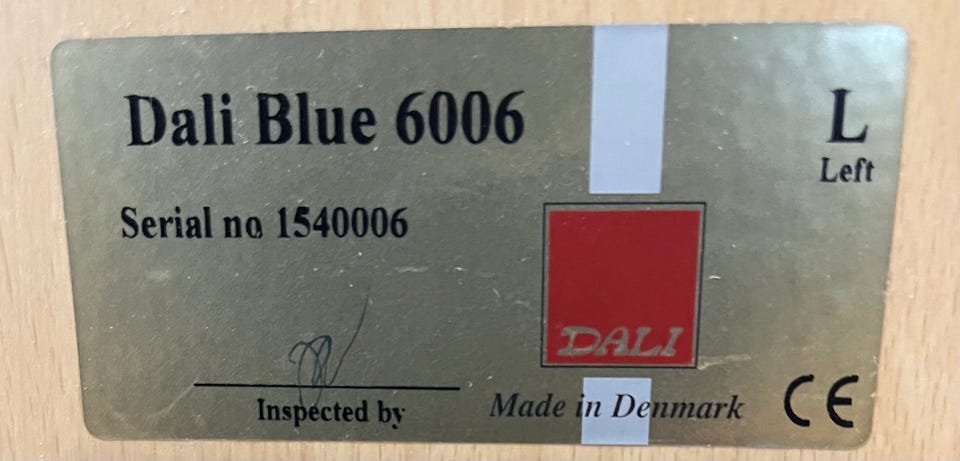 Dali Blue 6006
L
Left
Serial no 1540006
DALI
Inspected by
Made in Denmark
CE